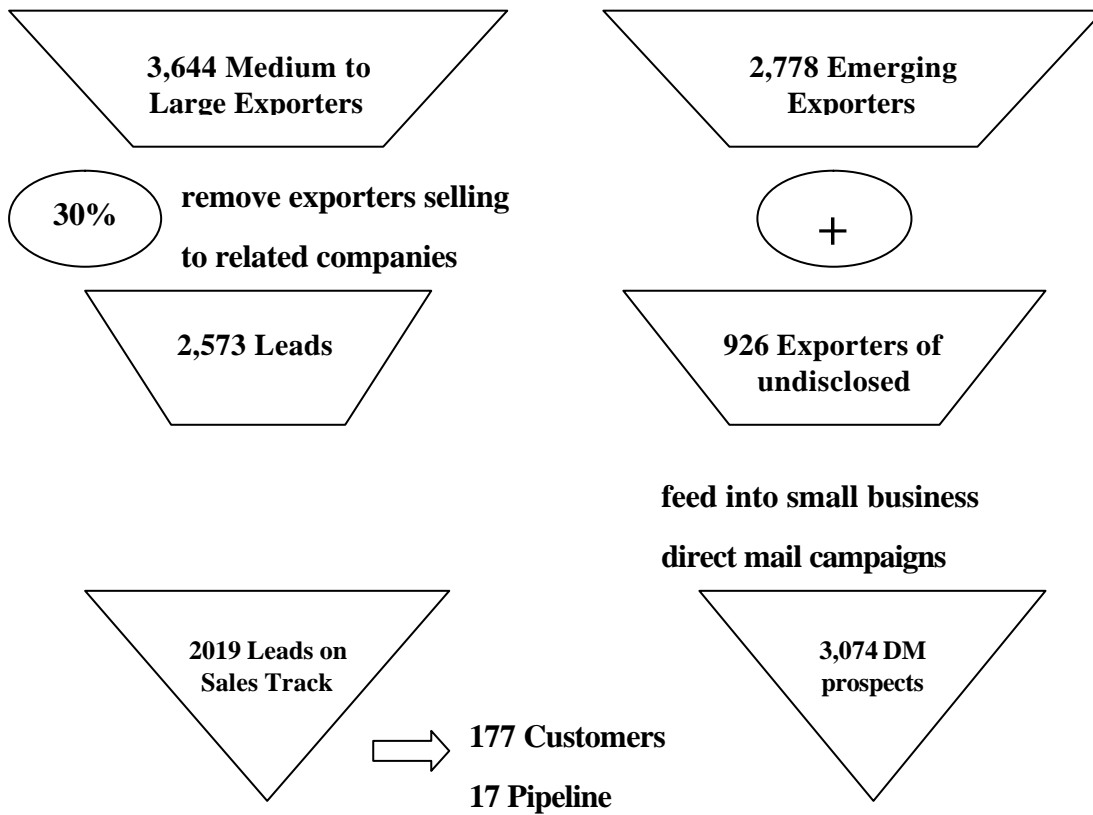 3,644 Medium to
Large Exporters
2,778 Emerging
Exporters
30%
remove exporters selling
to related companies
+
2,573 Leads
926 Exporters of
undisclosed
feed into small business
direct mail campaigns
2019 Leads on
Sales Track
3,074 DM
prospects
177 Customers
17 Pipeline